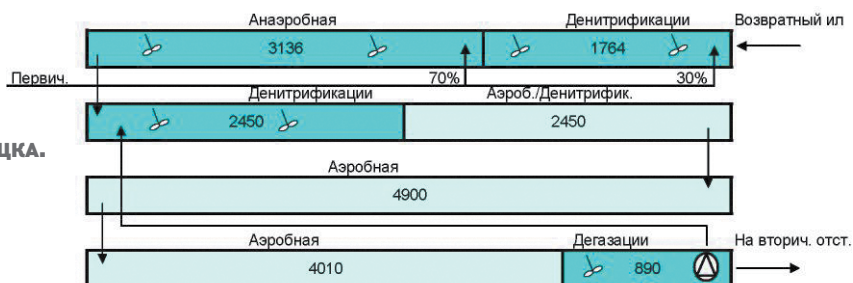 Анаэробная Денитрификации Возвратный ил
3136 1764
Первич. 70% 30%
Денитрификации Аэроб./Денитрифик.
2450 2450
ЦКА.
Аэробная
4900
Аэробная Дегазации На вторич. отст.
4010 890